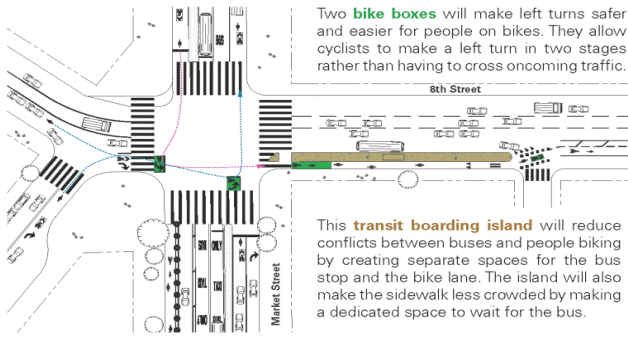 Two bike boxes will make left turns safer
and easier for people on bikes. They allow
cyclists to make a left turn in two stages
rather than having to cross oncoming traffic.
8th Street
BUS
This transit boarding island will reduce
conflicts between buses and people biking
by creating separate spaces for the bus
stop and the bike lane. The island will also
make the sidewalk less crowded by making
a dedicated space to wait for the bus.
Market Street
ONLY
TAXI